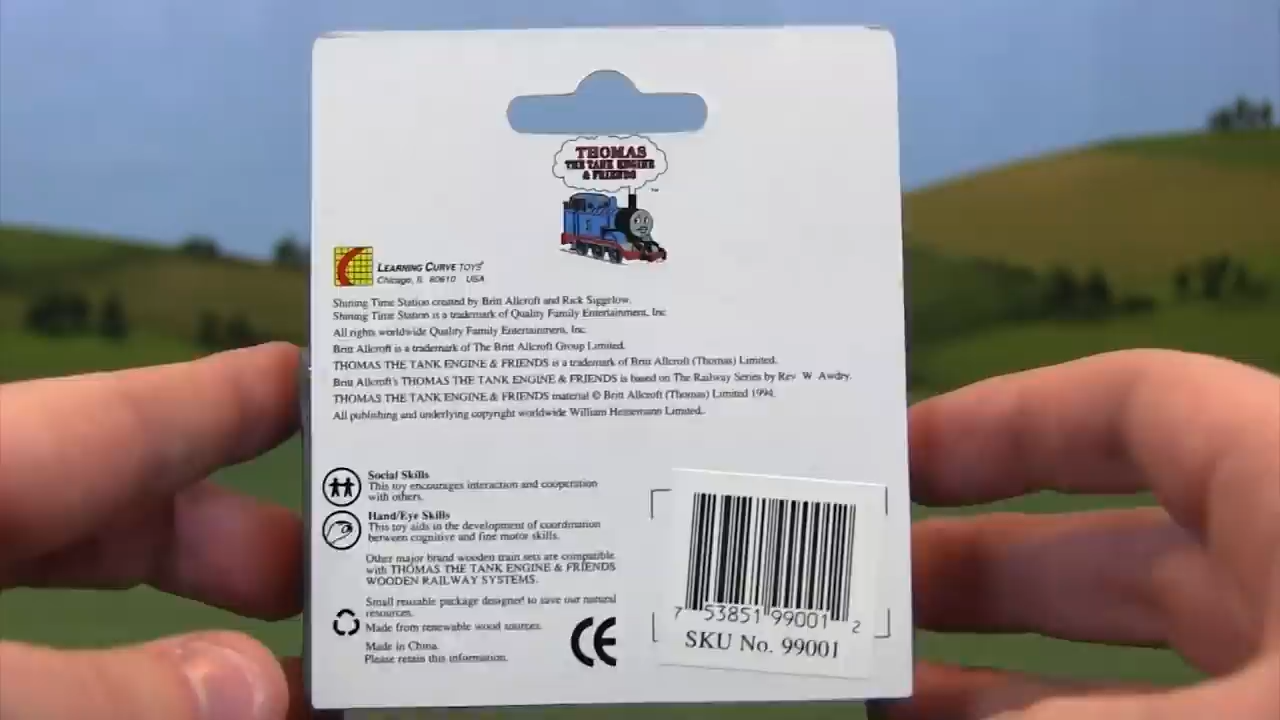 THOMAS
THE TANK ENGINE
& FRIENDS
™
LEARNING CURVE TOYS
Chicago, IL 60610 USA
Shining Time Station created by Britt Allcroft and Rick Siggelow.
Shining Time Station is a trademark of Quality Family Entertainment, Inc
All rights worldwide Quality Family Entertainment, Inc.
Britt Allcroft is a trademark of The Britt Allcroft Group Limited.
THOMAS THE TANK ENGINE & FRIENDS is a trademark of Britt Allcroft (Thomas) Limited.
Britt Allcroft's THOMAS THE TANK ENGINE & FRIENDS is based on The Railway Series by Rev W Awdry.
THOMAS THE TANK ENGINE & FRIENDS material © Britt Allcroft (Thomas) Limited 1994.
All publishing and underlying copyright worldwide William Heinemann Limited.
Social Skills
This toy encourages interaction and cooperation
with others.
Hand/Eye Skills
This toy aids in the development of coordination
between cognitive and fine motor skills.
Other major brand wooden train sets are compatible
with THOMAS THE TANK ENGINE & FRIENDS
WOODEN RAILWAY SYSTEMS.
Small reusable package designed to save our natural
resources.
Made from renewable wood sources.
Made in China.
Please retain this information.
CE
7 53851 99001 2
SKU No. 99001